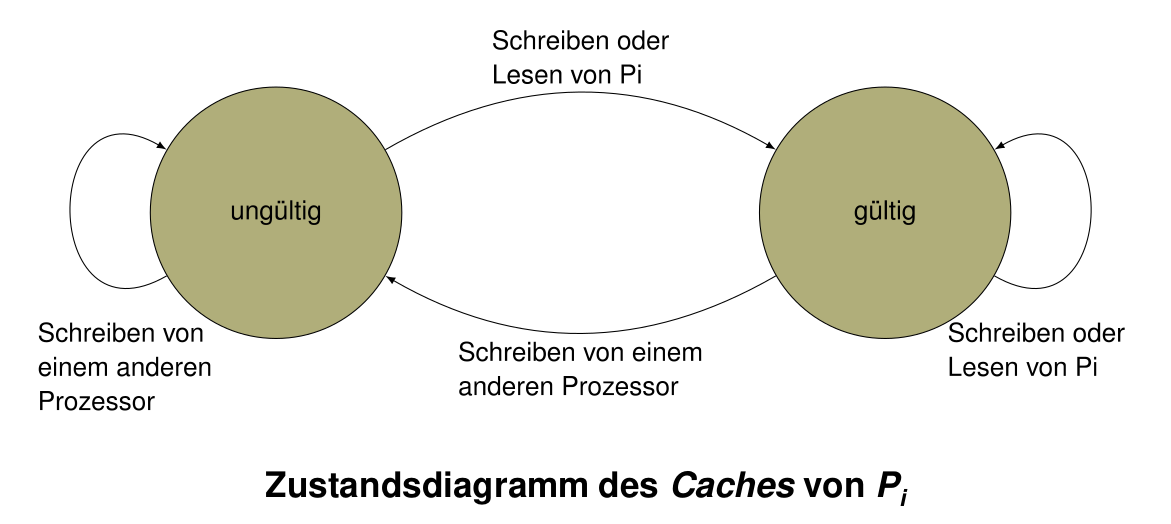 Schreiben oder
Lesen von Pi
ungültig
gültig
Schreiben von
einem anderen
Prozessor
Schreiben von einem
anderen Prozessor
Schreiben oder
Lesen von Pi
Zustandsdiagramm des Caches von Pi